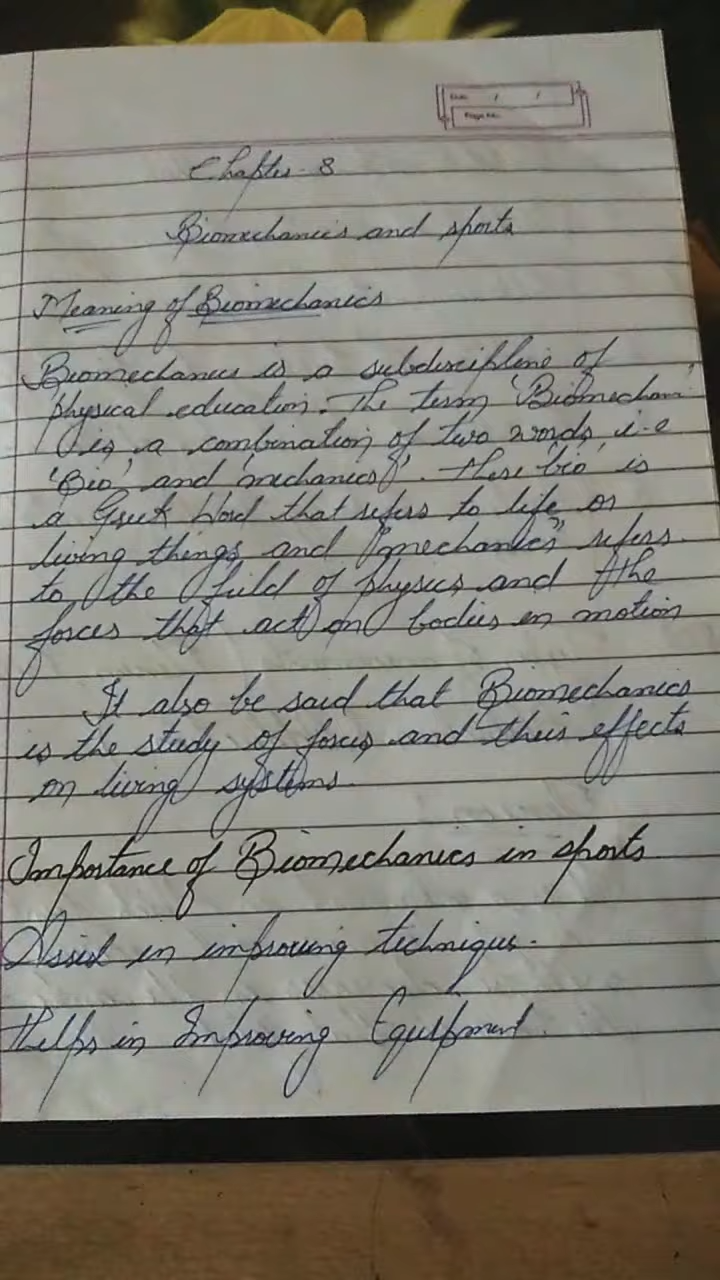 Date / /
Page No.
Chapter - 8
Biomechanics and sports
Meaning of Biomechanics
Biomechanics is a subdiscipline of
physical education. The term 'Biomechani
is a combination of two words i.e
'Bio' and mechanics'. Here 'bio' is
a Greek Word that refers to life or
living things and "mechanics" refers
to the field of physics and the
forces that act on bodies in motion
It also be said that Biomechanics
is the study of forces and their effects
on living systems.
Importance of Biomechanics in sports
Assist in improving technique.
Helps in Improving Equipment.